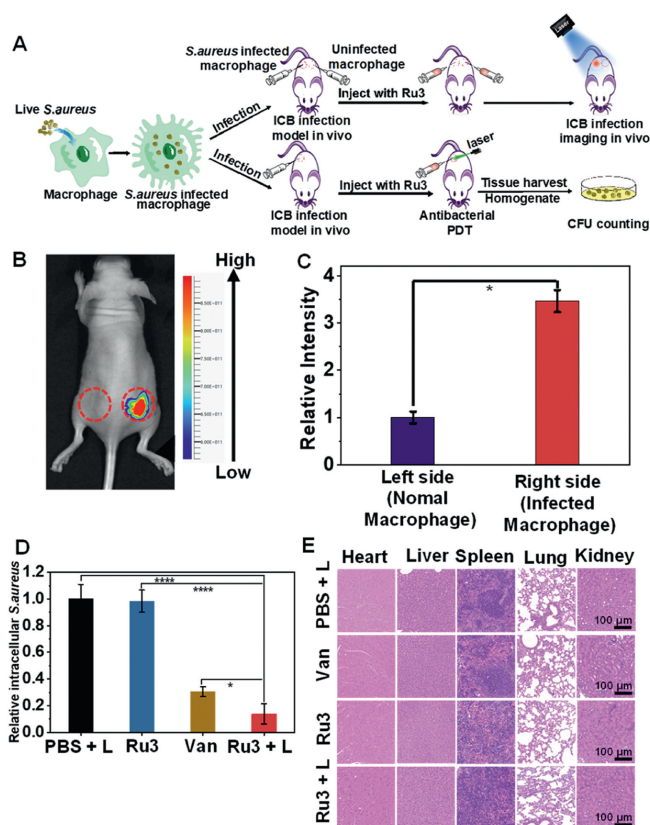 A
S.aureus infected
macrophage
Uninfected
macrophage
Laser
Live S.aureus
Infection
Inject with Ru3
ICB infection
model in vivo
ICB infection
imaging in vivo
Infection
laser
Macrophage
S.aureus infected
macrophage
Inject with Ru3
Tissue harvest
Homogenate
ICB infection
model in vivo
Antibacterial
PDT
CFU counting
B
High
Low
C
Relative Intensity
4
3
2
1
0
*
Left side
(Nomal
Macrophage)
Right side
(Infected
Macrophage)
D
Relative intracellular S.aureus
1.2
1.0
0.8
0.6
0.4
0.2
0.0
****
****
*
PBS + L
Ru3
Van
Ru3 + L
E
Heart Liver Spleen Lung Kidney
PBS + L
100 μm
Van
100 μm
Ru3
100 μm
Ru3 + L
100 μm